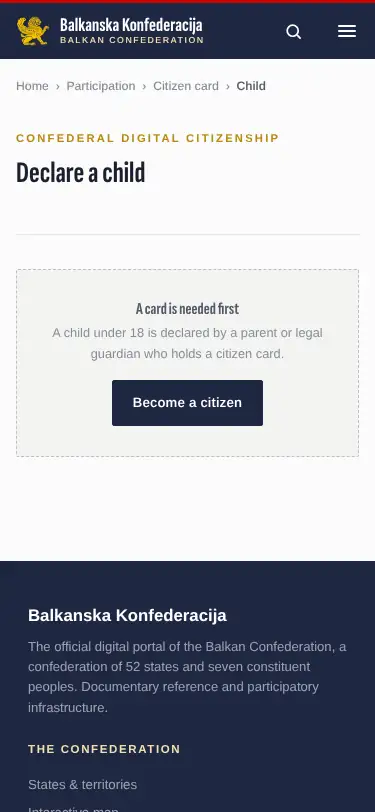 Balkanska Konfederacija
BALKAN CONFEDERATION
Home › Participation › Citizen card › Child
CONFEDERAL DIGITAL CITIZENSHIP
Declare a child
A card is needed first
A child under 18 is declared by a parent or legal
guardian who holds a citizen card.
Become a citizen
Balkanska Konfederacija
The official digital portal of the Balkan Confederation, a
confederation of 52 states and seven constituent
peoples. Documentary reference and participatory
infrastructure.
THE CONFEDERATION
States & territories
Interactive map